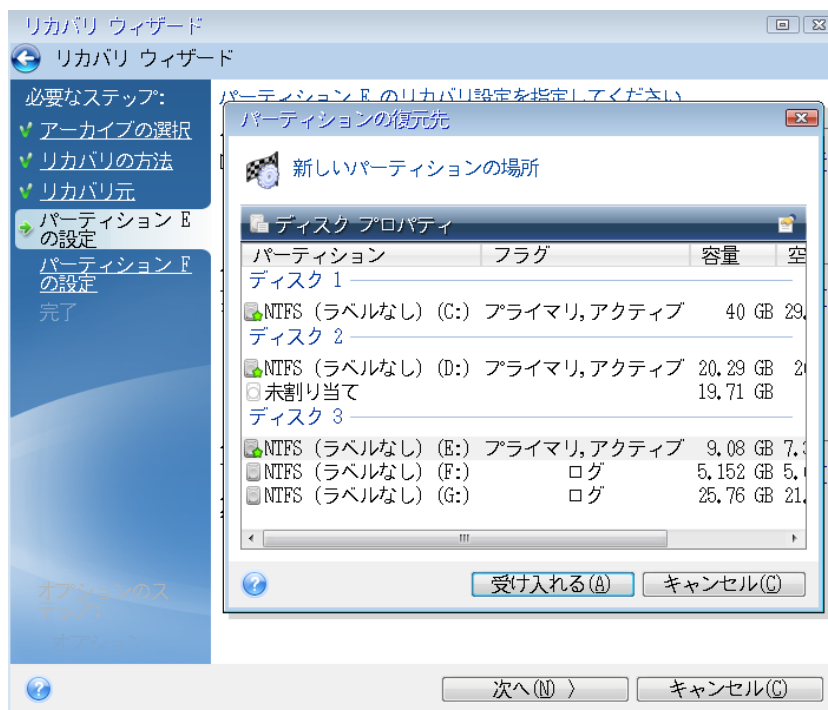 リカバリ ウィザード
リカバリ ウィザード
必要なステップ:
アーカイブの選択
リカバリの方法
リカバリ元
パーティション E
の設定
パーティション F
の設定
完了
パーティション E のリカバリ設定を指定してください
パーティションの復元先
新しいパーティションの場所
ディスク プロパティ
パーティション フラグ 容量 空
ディスク 1
NTFS (ラベルなし) (C:) プライマリ,アクティブ 40 GB 29.
ディスク 2
NTFS (ラベルなし) (D:) プライマリ,アクティブ 20.29 GB
未割り当て 19.71 GB
ディスク 3
NTFS (ラベルなし) (E:) プライマリ,アクティブ 9.08 GB 7.
NTFS (ラベルなし) (F:) ログ 5.152 GB 5.
NTFS (ラベルなし) (G:) ログ 25.76 GB 21.
受け入れる(A) キャンセル(C)
次へ(N) 〉 キャンセル(C)